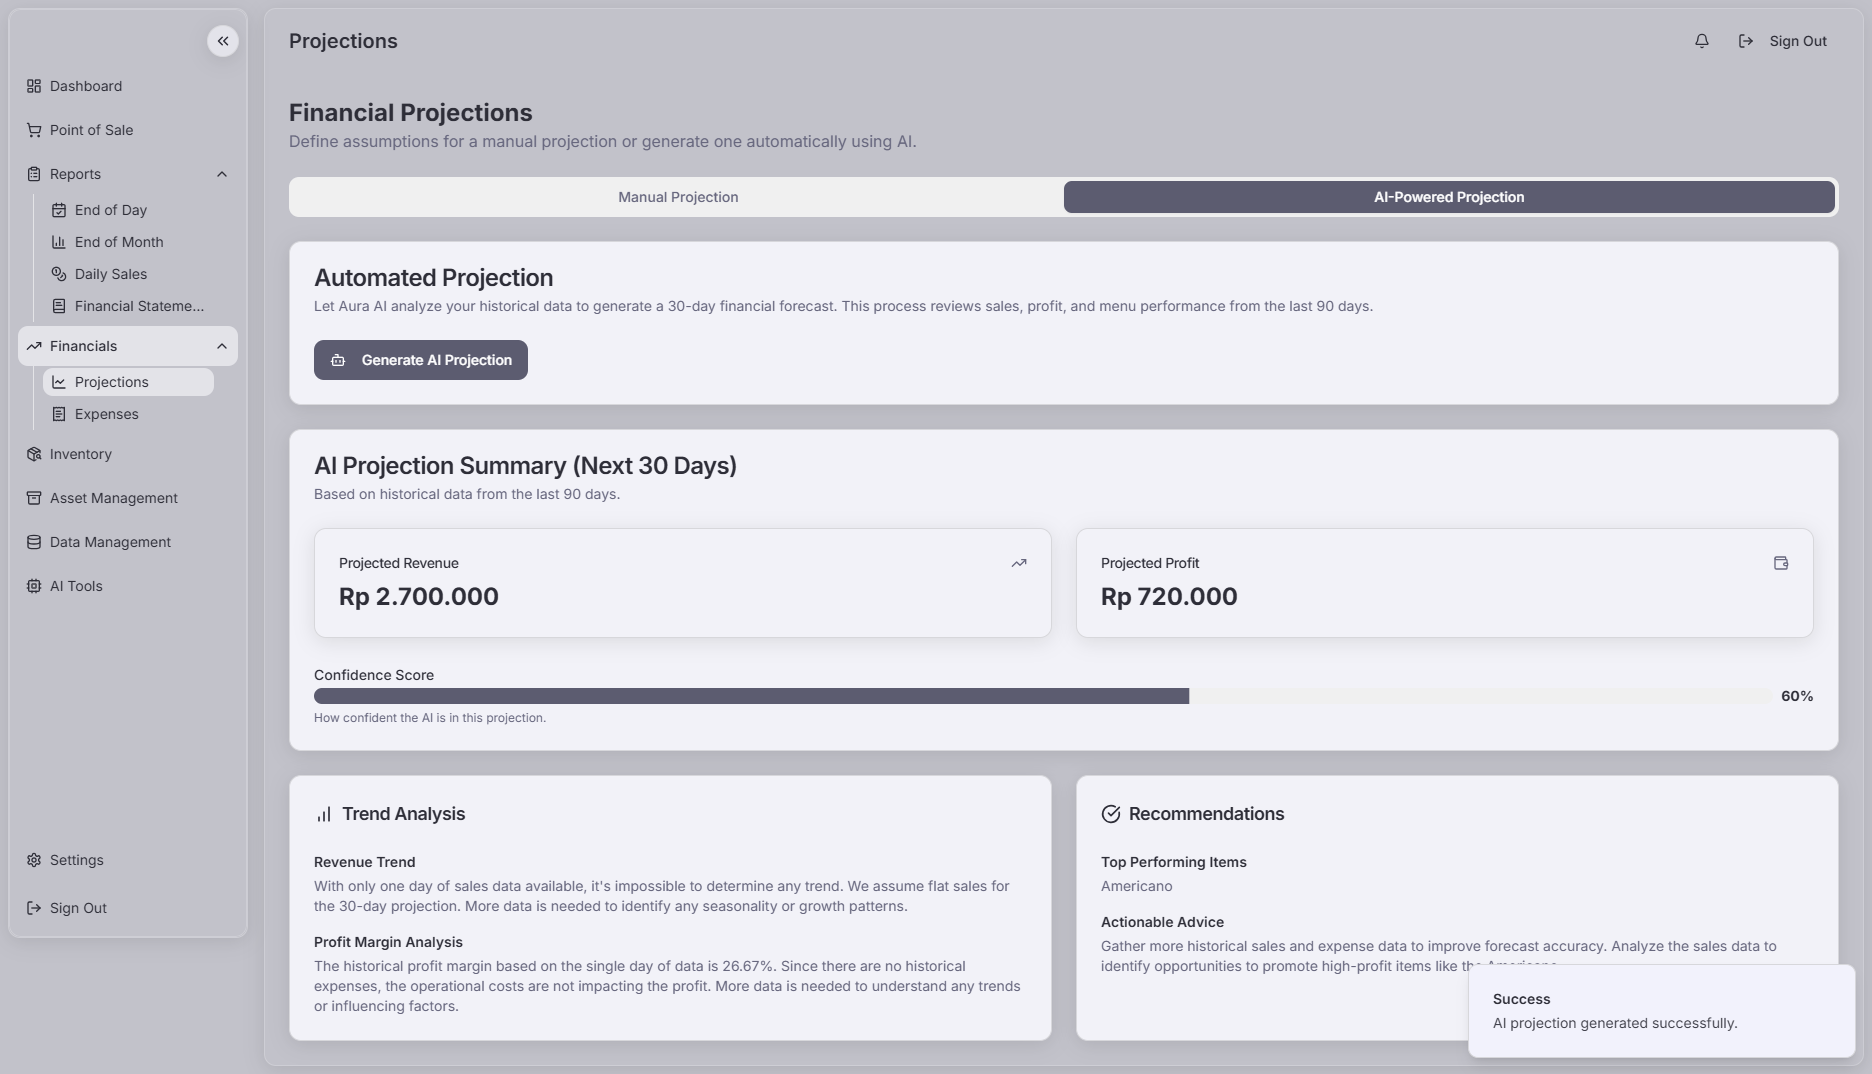 Projections
Sign Out
Dashboard
Point of Sale
Reports
End of Day
End of Month
Daily Sales
Financial Stateme...
Financials
Projections
Expenses
Inventory
Asset Management
Data Management
AI Tools
Settings
Sign Out
Financial Projections
Define assumptions for a manual projection or generate one automatically using AI.
Manual Projection
AI-Powered Projection
Automated Projection
Let Aura AI analyze your historical data to generate a 30-day financial forecast. This process reviews sales, profit, and menu performance from the last 90 days.
Generate AI Projection
AI Projection Summary (Next 30 Days)
Based on historical data from the last 90 days.
Projected Revenue
Rp 2.700.000
Projected Profit
Rp 720.000
Confidence Score
60%
How confident the AI is in this projection.
Trend Analysis
Revenue Trend
With only one day of sales data available, it's impossible to determine any trend. We assume flat sales for
the 30-day projection. More data is needed to identify any seasonality or growth patterns.
Profit Margin Analysis
The historical profit margin based on the single day of data is 26.67%. Since there are no historical
expenses, the operational costs are not impacting the profit. More data is needed to understand any trends
or influencing factors.
Recommendations
Top Performing Items
Americano
Actionable Advice
Gather more historical sales and expense data to improve forecast accuracy. Analyze the sales data to
identify opportunities to promote high-profit items like the
Success
AI projection generated successfully.